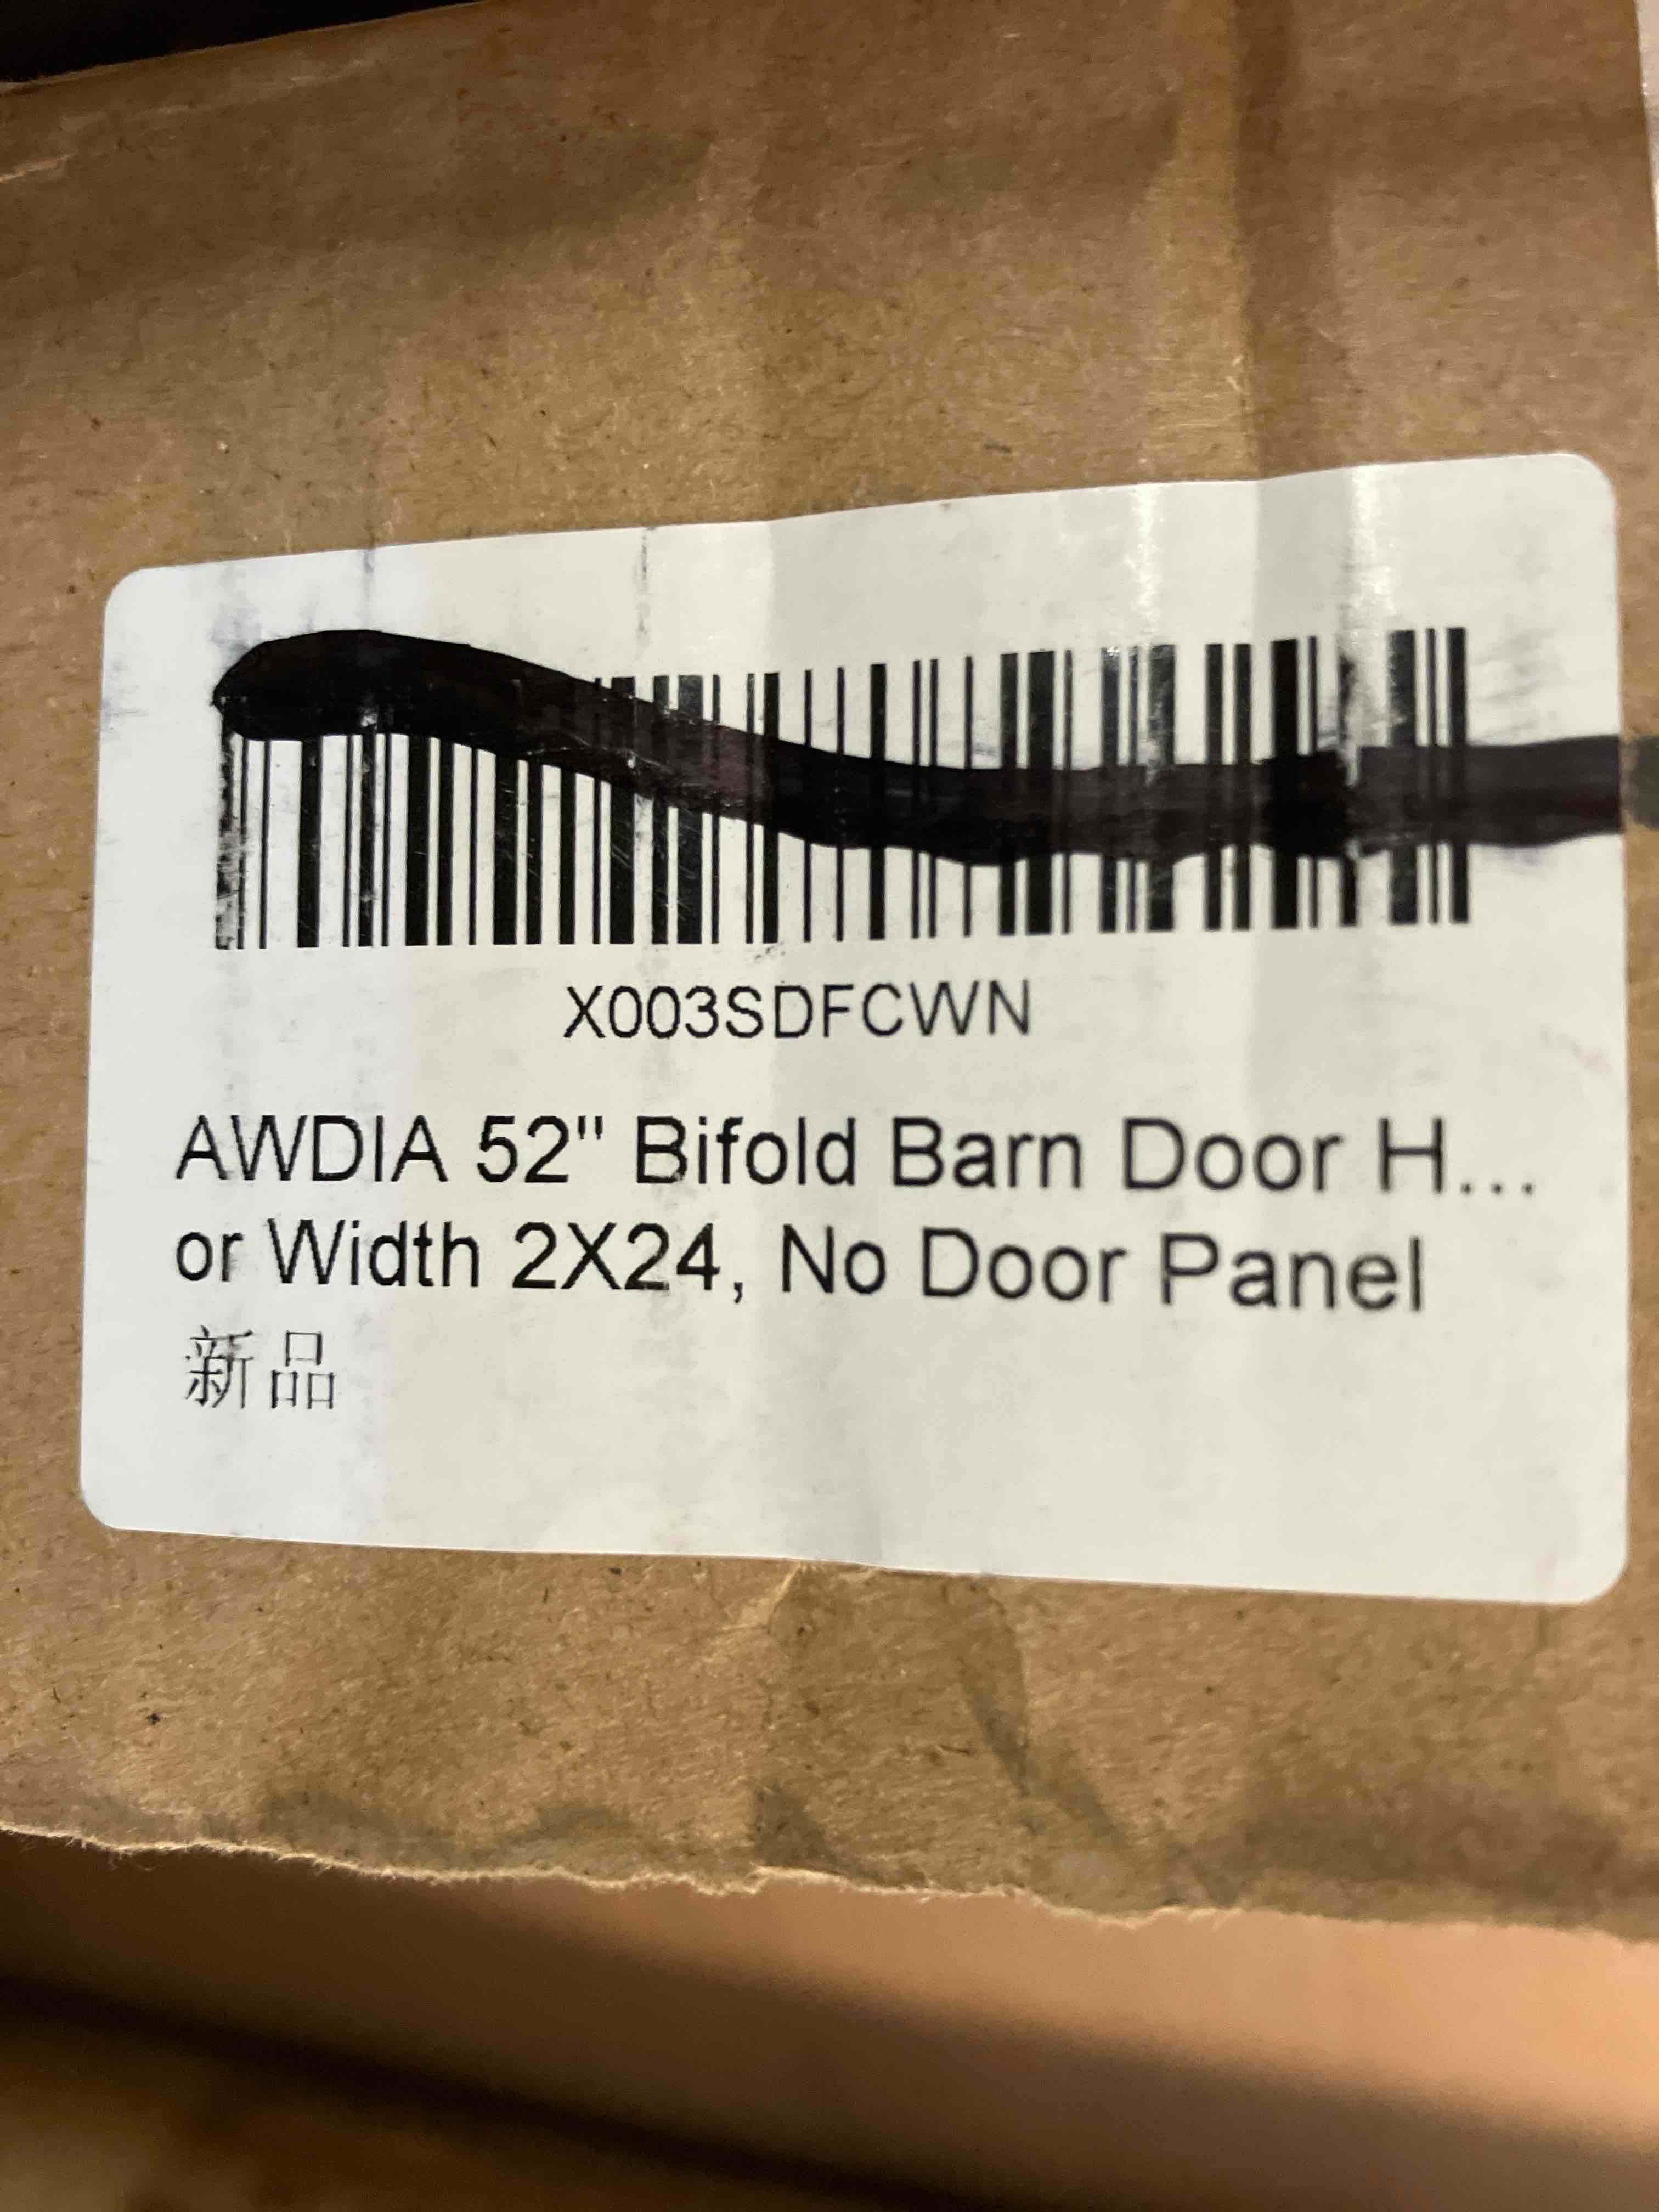 X003SDFCWN
AWDIA 52" Bifold Barn Door H...
or Width 2X24, No Door Panel
新品